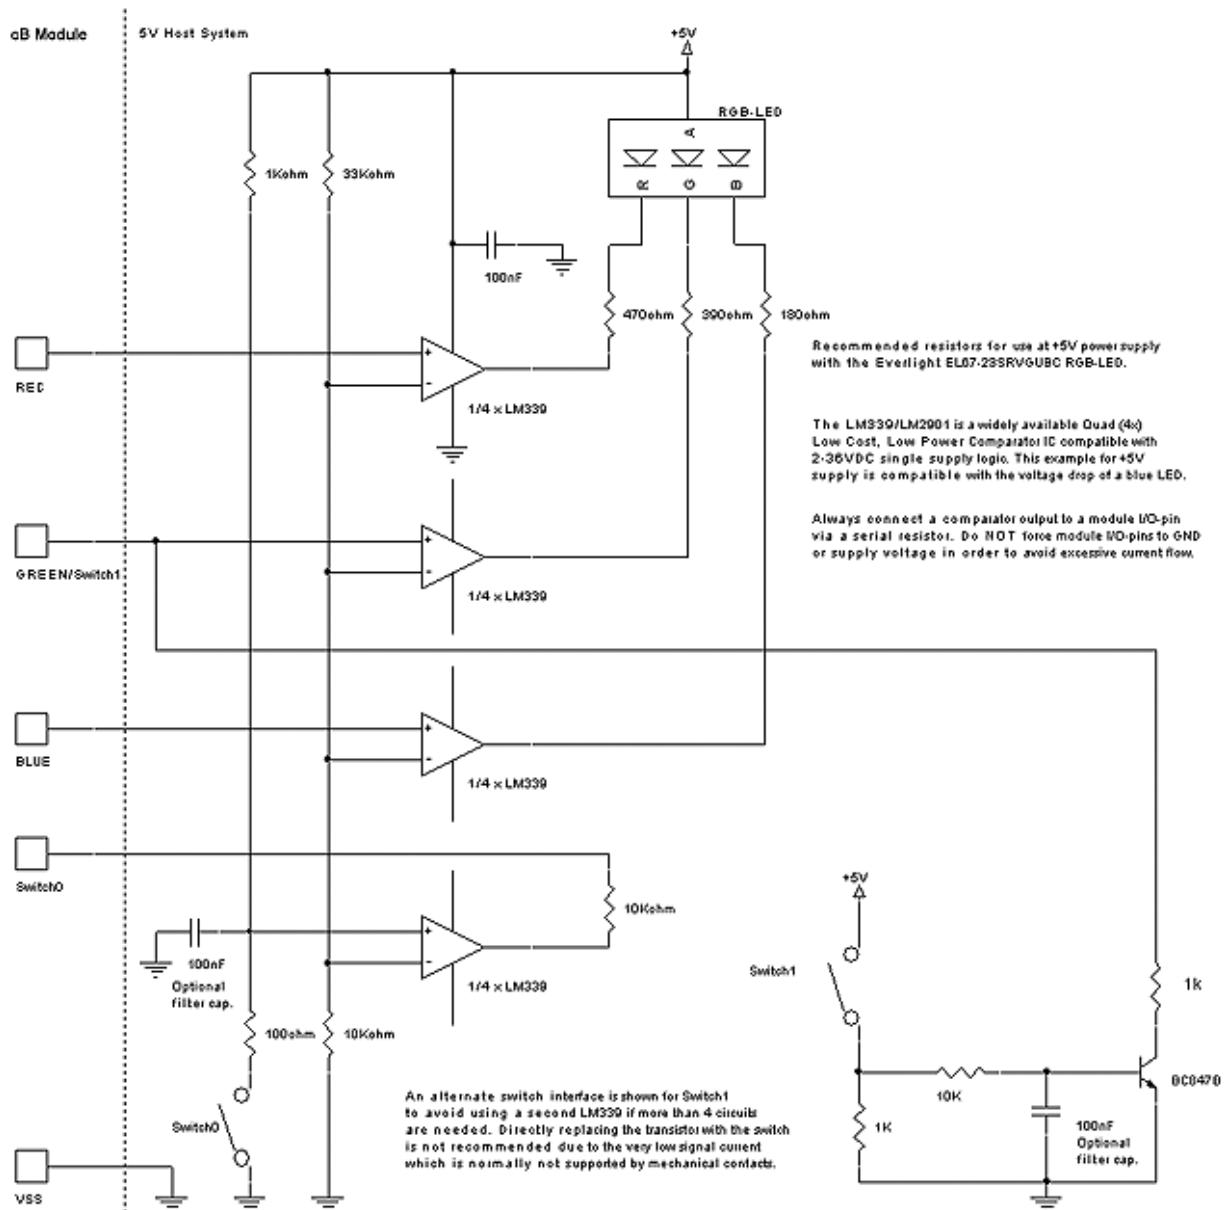 oB Module
5V Host System
+5V
RGB-LED
A
R
G
B
1Kohm
33Kohm
100nF
470ohm
390ohm
180ohm
RED
1/4 x LM339
Recommended resistors for use at +5V power supply
with the Everlight EL67-23SRVGUBC RGB-LED.
The LM339/LM2901 is a widely available Quad (4x)
Low Cost, Low Power Comparator IC compatible with
2-36VDC single supply logic. This example for +5V
supply is compatible with the voltage drop of a blue LED.
Always connect a comparator output to a module I/O-pin
via a serial resistor. Do NOT force module I/O-pins to GND
or supply voltage in order to avoid excessive current flow.
GREEN/Switch1
1/4 x LM339
BLUE
1/4 x LM339
Switch0
10Kohm
+5V
100nF
Optional
filter cap.
1/4 x LM339
Switch1
1k
100ohm
10Kohm
BC847B
10K
1K
100nF
Optional
filter cap.
An alternate switch interface is shown for Switch1
to avoid using a second LM339 if more than 4 circuits
are needed. Directly replacing the transistor with the switch
is not recommended due to the very low signal current
which is normally not supported by mechanical contacts.
Switch0
VSS